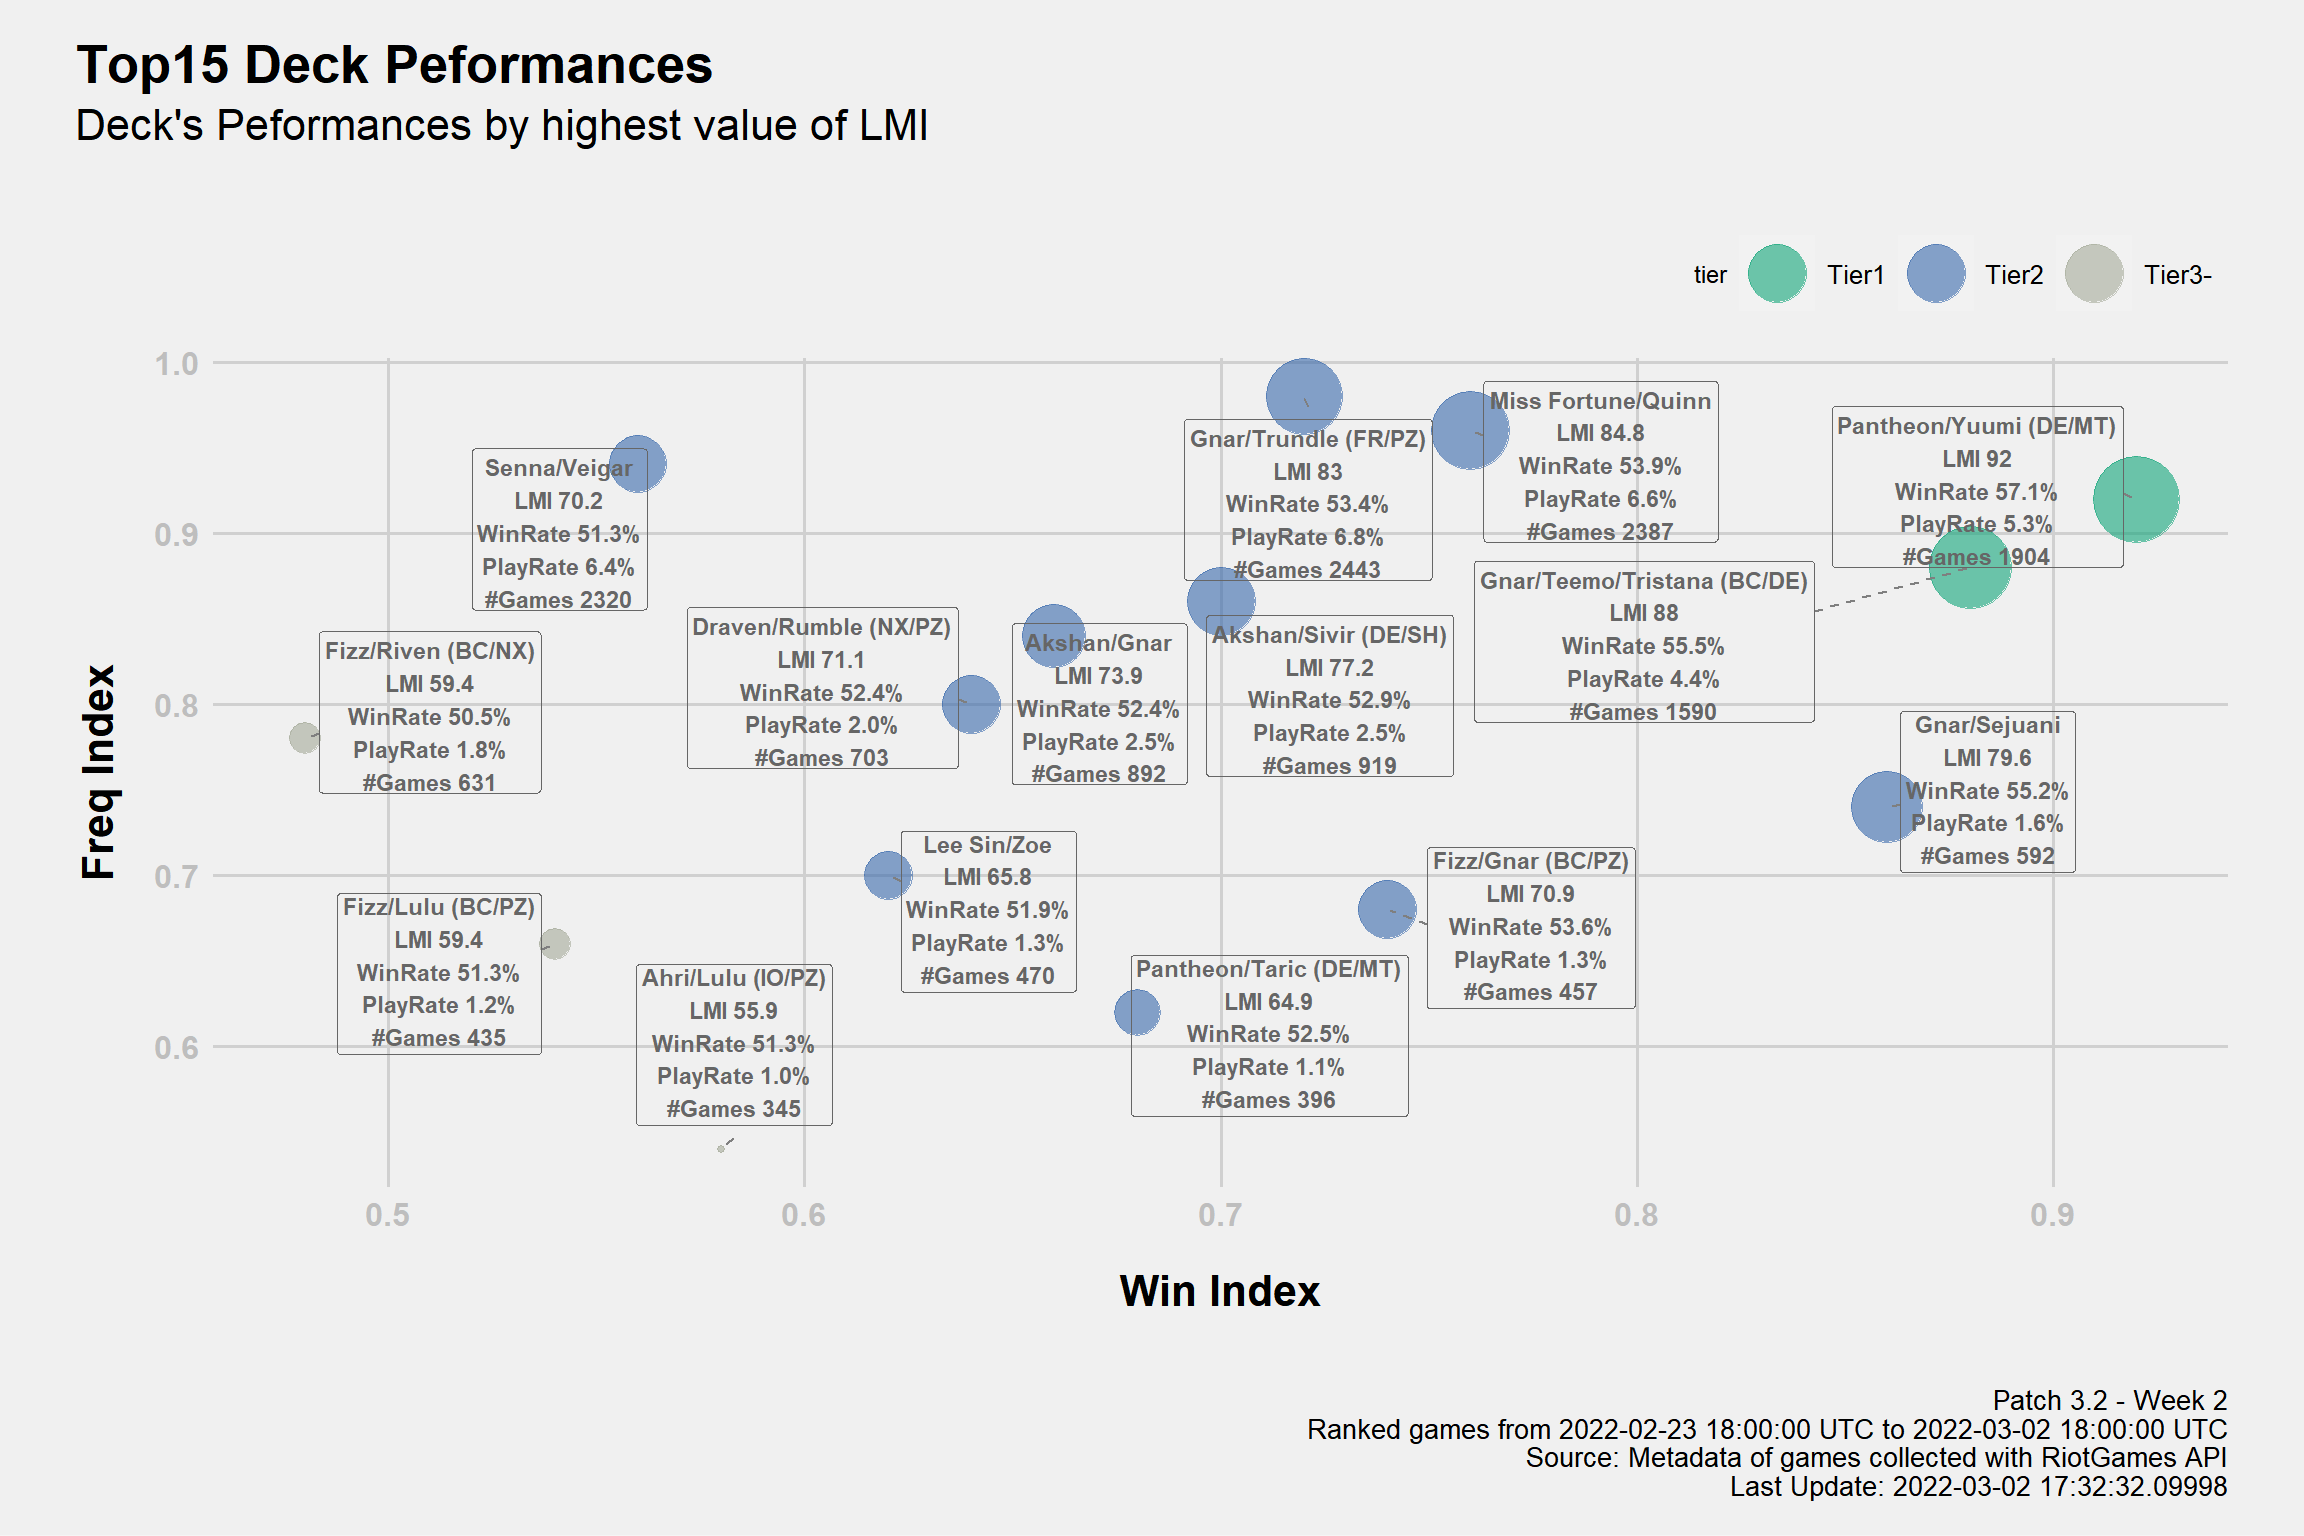 Top15 Deck Peformances
Deck's Peformances by highest value of LMI
tier
Tier1
Tier2
Tier3-
Freq Index
1.0
0.9
0.8
0.7
0.6
Senna/Veigar
LMI 70.2
WinRate 51.3%
PlayRate 6.4%
#Games 2320
Gnar/Trundle (FR/PZ)
LMI 83
WinRate 53.4%
PlayRate 6.8%
#Games 2443
Miss Fortune/Quinn
LMI 84.8
WinRate 53.9%
PlayRate 6.6%
#Games 2387
Pantheon/Yuumi (DE/MT)
LMI 92
WinRate 57.1%
PlayRate 5.3%
#Games 1904
Gnar/Teemo/Tristana (BC/DE)
LMI 88
WinRate 55.5%
PlayRate 4.4%
#Games 1590
Fizz/Riven (BC/NX)
LMI 59.4
WinRate 50.5%
PlayRate 1.8%
#Games 631
Draven/Rumble (NX/PZ)
LMI 71.1
WinRate 52.4%
PlayRate 2.0%
#Games 703
Akshan/Gnar
LMI 73.9
WinRate 52.4%
PlayRate 2.5%
#Games 892
Akshan/Sivir (DE/SH)
LMI 77.2
WinRate 52.9%
PlayRate 2.5%
#Games 919
Gnar/Sejuani
LMI 79.6
WinRate 55.2%
PlayRate 1.6%
#Games 592
Fizz/Lulu (BC/PZ)
LMI 59.4
WinRate 51.3%
PlayRate 1.2%
#Games 435
Lee Sin/Zoe
LMI 65.8
WinRate 51.9%
PlayRate 1.3%
#Games 470
Fizz/Gnar (BC/PZ)
LMI 70.9
WinRate 53.6%
PlayRate 1.3%
#Games 457
Ahri/Lulu (IO/PZ)
LMI 55.9
WinRate 51.3%
PlayRate 1.0%
#Games 345
Pantheon/Taric (DE/MT)
LMI 64.9
WinRate 52.5%
PlayRate 1.1%
#Games 396
0.5
0.6
0.7
0.8
0.9
Win Index
Patch 3.2 - Week 2
Ranked games from 2022-02-23 18:00:00 UTC to 2022-03-02 18:00:00 UTC
Source: Metadata of games collected with RiotGames API
Last Update: 2022-03-02 17:32:32.09998